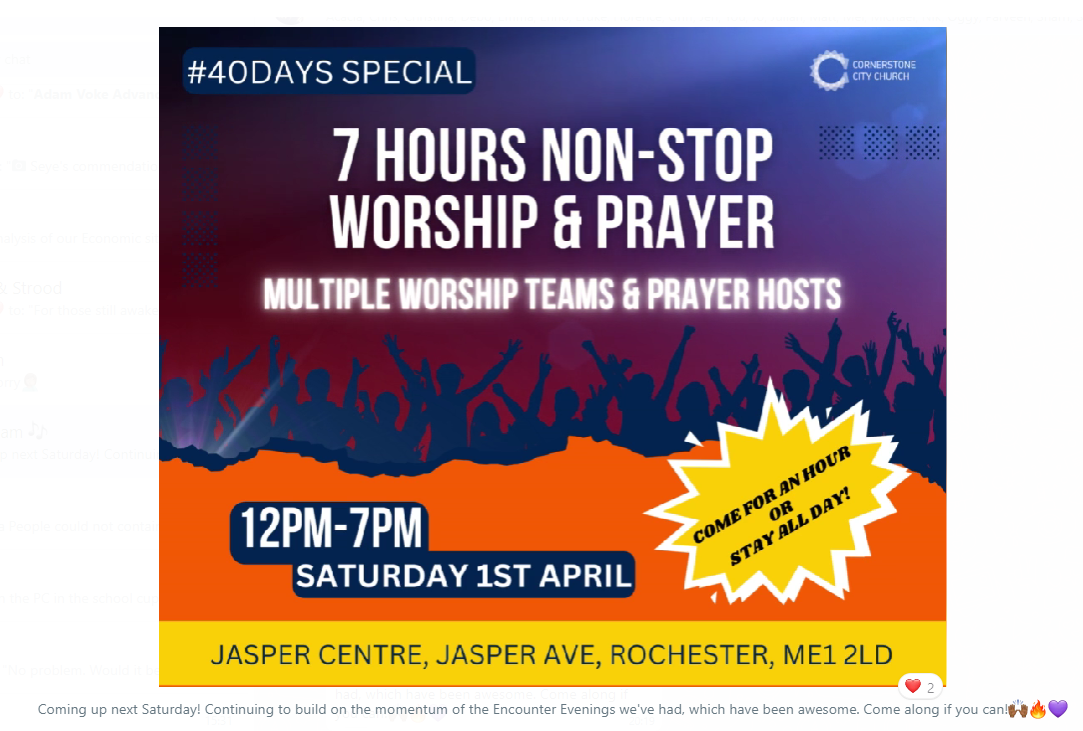 #40DAYS SPECIAL
CORNERSTONE
CITY CHURCH
7 HOURS NON-STOP
WORSHIP & PRAYER
MULTIPLE WORSHIP TEAMS & PRAYER HOSTS
COME FOR AN HOUR
OR
STAY ALL DAY!
12PM-7PM
SATURDAY 1ST APRIL
JASPER CENTRE, JASPER AVE, ROCHESTER, ME1 2LD
❤️ 2
Coming up next Saturday! Continuing to build on the momentum of the Encounter Evenings we've had, which have been awesome. Come along if you can!🙌🏾🔥💜